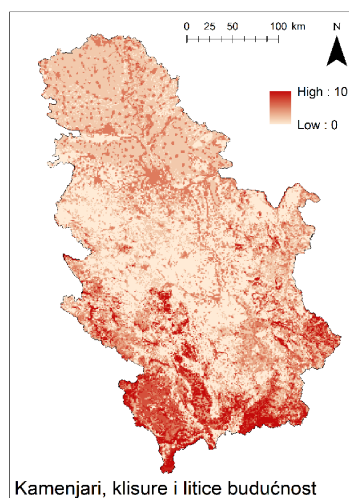 0 25 50 100 km
N
High : 10
Low : 0
Kamenjari, klisure i litice budućnost